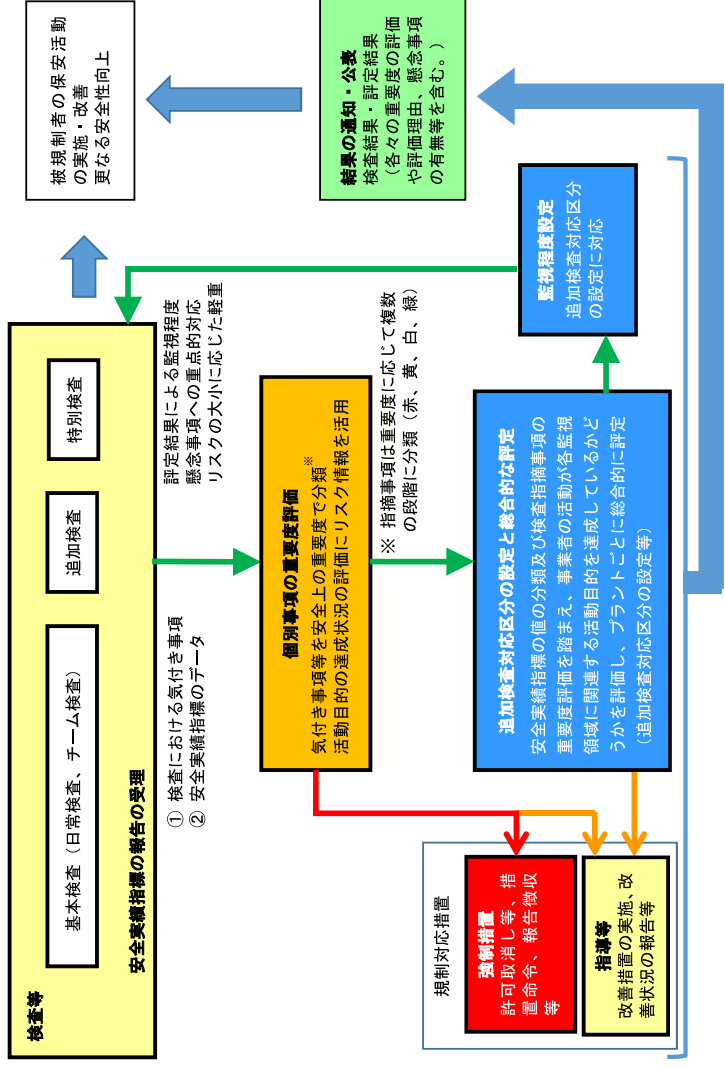 検査等
基本検査（日常検査、チーム検査）
追加検査
特別検査
安全実績指標の報告の受理
被規制者の保安活動
の実施・改善
更なる安全性向上
① 検査における気付き事項
② 安全実績指標のデータ
評定結果による監視程度
懸念事項への重点的対応
リスクの大小に応じた軽重
個別事項の重要度評価
気付き事項等を安全上の重要度で分類※
活動目的の達成状況の評価にリスク情報を活用
※ 指摘事項は重要度に応じて複数
の段階に分類（赤、黄、白、緑）
結果の通知・公表
検査結果・評定結果
（各々の重要度の評価
や評価理由、懸念事項
の有無等を含む。）
規制対応措置
強制措置
許可取消し等、措
置命令、報告徴収
等
指導等
改善措置の実施、改
善状況の報告等
追加検査対応区分の設定と総合的な評定
安全実績指標の値の分類及び検査指摘事項の
重要度評価を踏まえ、事業者の活動が各監視
領域に関連する活動目的を達成しているかど
うかを評価し、プラントごとに総合的に評定
（追加検査対応区分の設定等）
監視程度設定
追加検査対応区分
の設定に対応